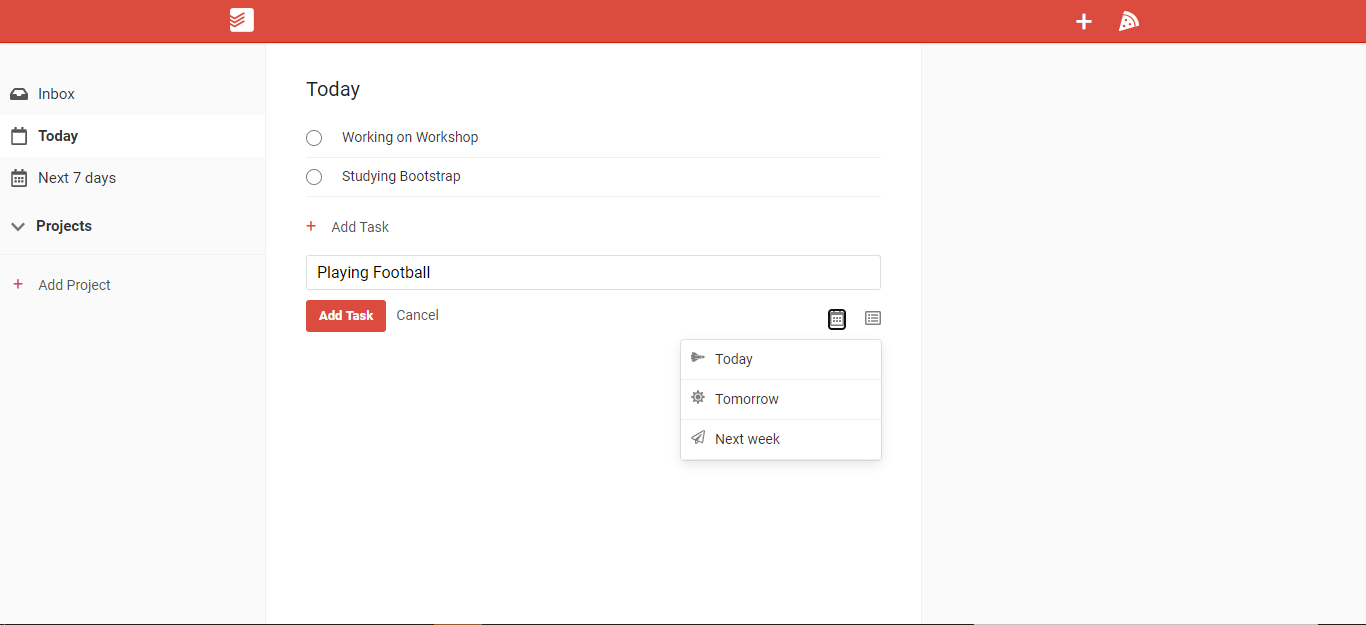 Inbox
Today
Next 7 days
Projects
+ Add Project
Today
Working on Workshop
Studying Bootstrap
+ Add Task
Playing Football
Add Task Cancel
Today
Tomorrow
Next week